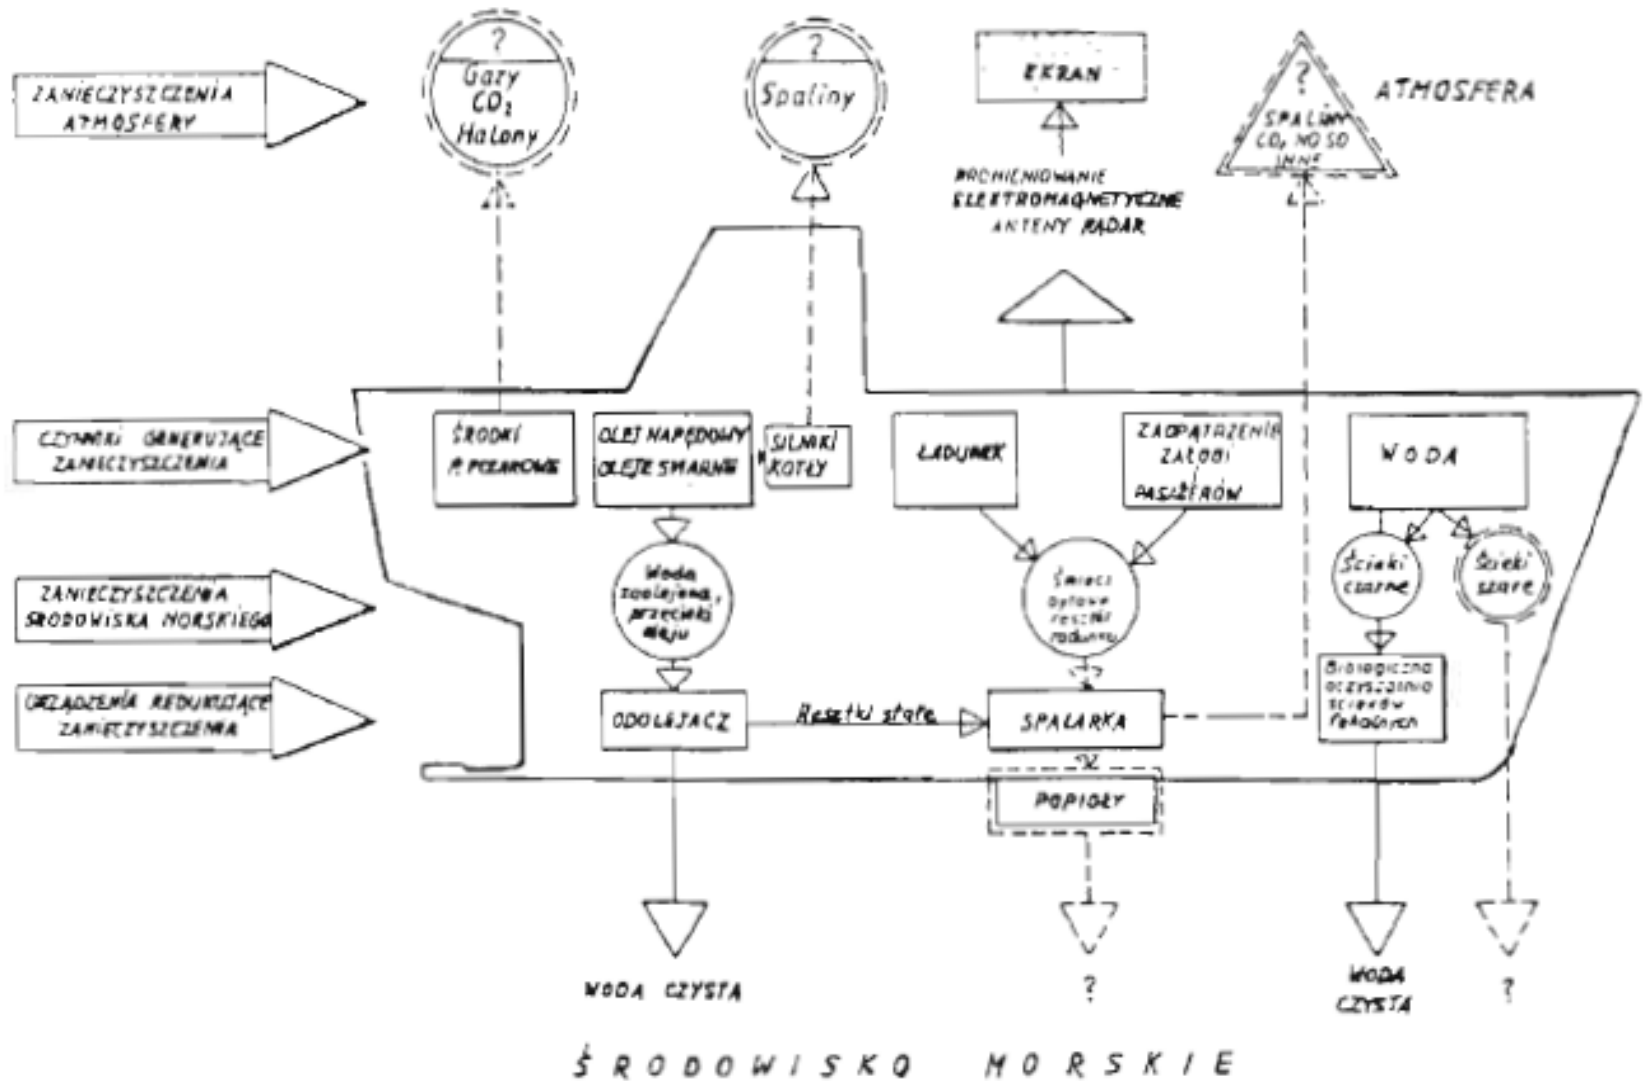 ZANIECZYSZCZENIA
ATMOSFERY
?
Gazy
CO₂
Halony
?
Spaliny
EKRAN
?
SPALINY
CO₂ NO SO
INNE
ATMOSFERA
PROMIENIOWANIE
ELEKTROMAGNETYCZNE
ANTENY RADAR
CZYNNIKI GENERUJĄCE
ZANIECZYSZCZENIA
ŚRODKI
P. POŻAROWE
OLEJ NAPĘDOWY
OLEJE SMARNE
SILNIKI
KOTŁY
ŁADUNEK
ZAOPATRZENIE
ZAŁOGI
I
PASAŻERÓW
WODA
ZANIECZYSZCZENIA
ŚRODOWISKA MORSKIEGO
Woda
zaolejona,
przecieki
oleju
Śmieci
bytowe
resztki
ładunku
Ścieki
czarne
Ścieki
szare
URZĄDZENIA REDUKUJĄCE
ZANIECZYSZCZENIA
ODOLEJACZ
Resztki stałe
SPALARKA
Biologiczna
oczyszalnia
ścieków
fekalnych
POPIOŁY
WODA CZYSTA
?
WODA
CZYSTA
?
ŚRODOWISKO MORSKIE